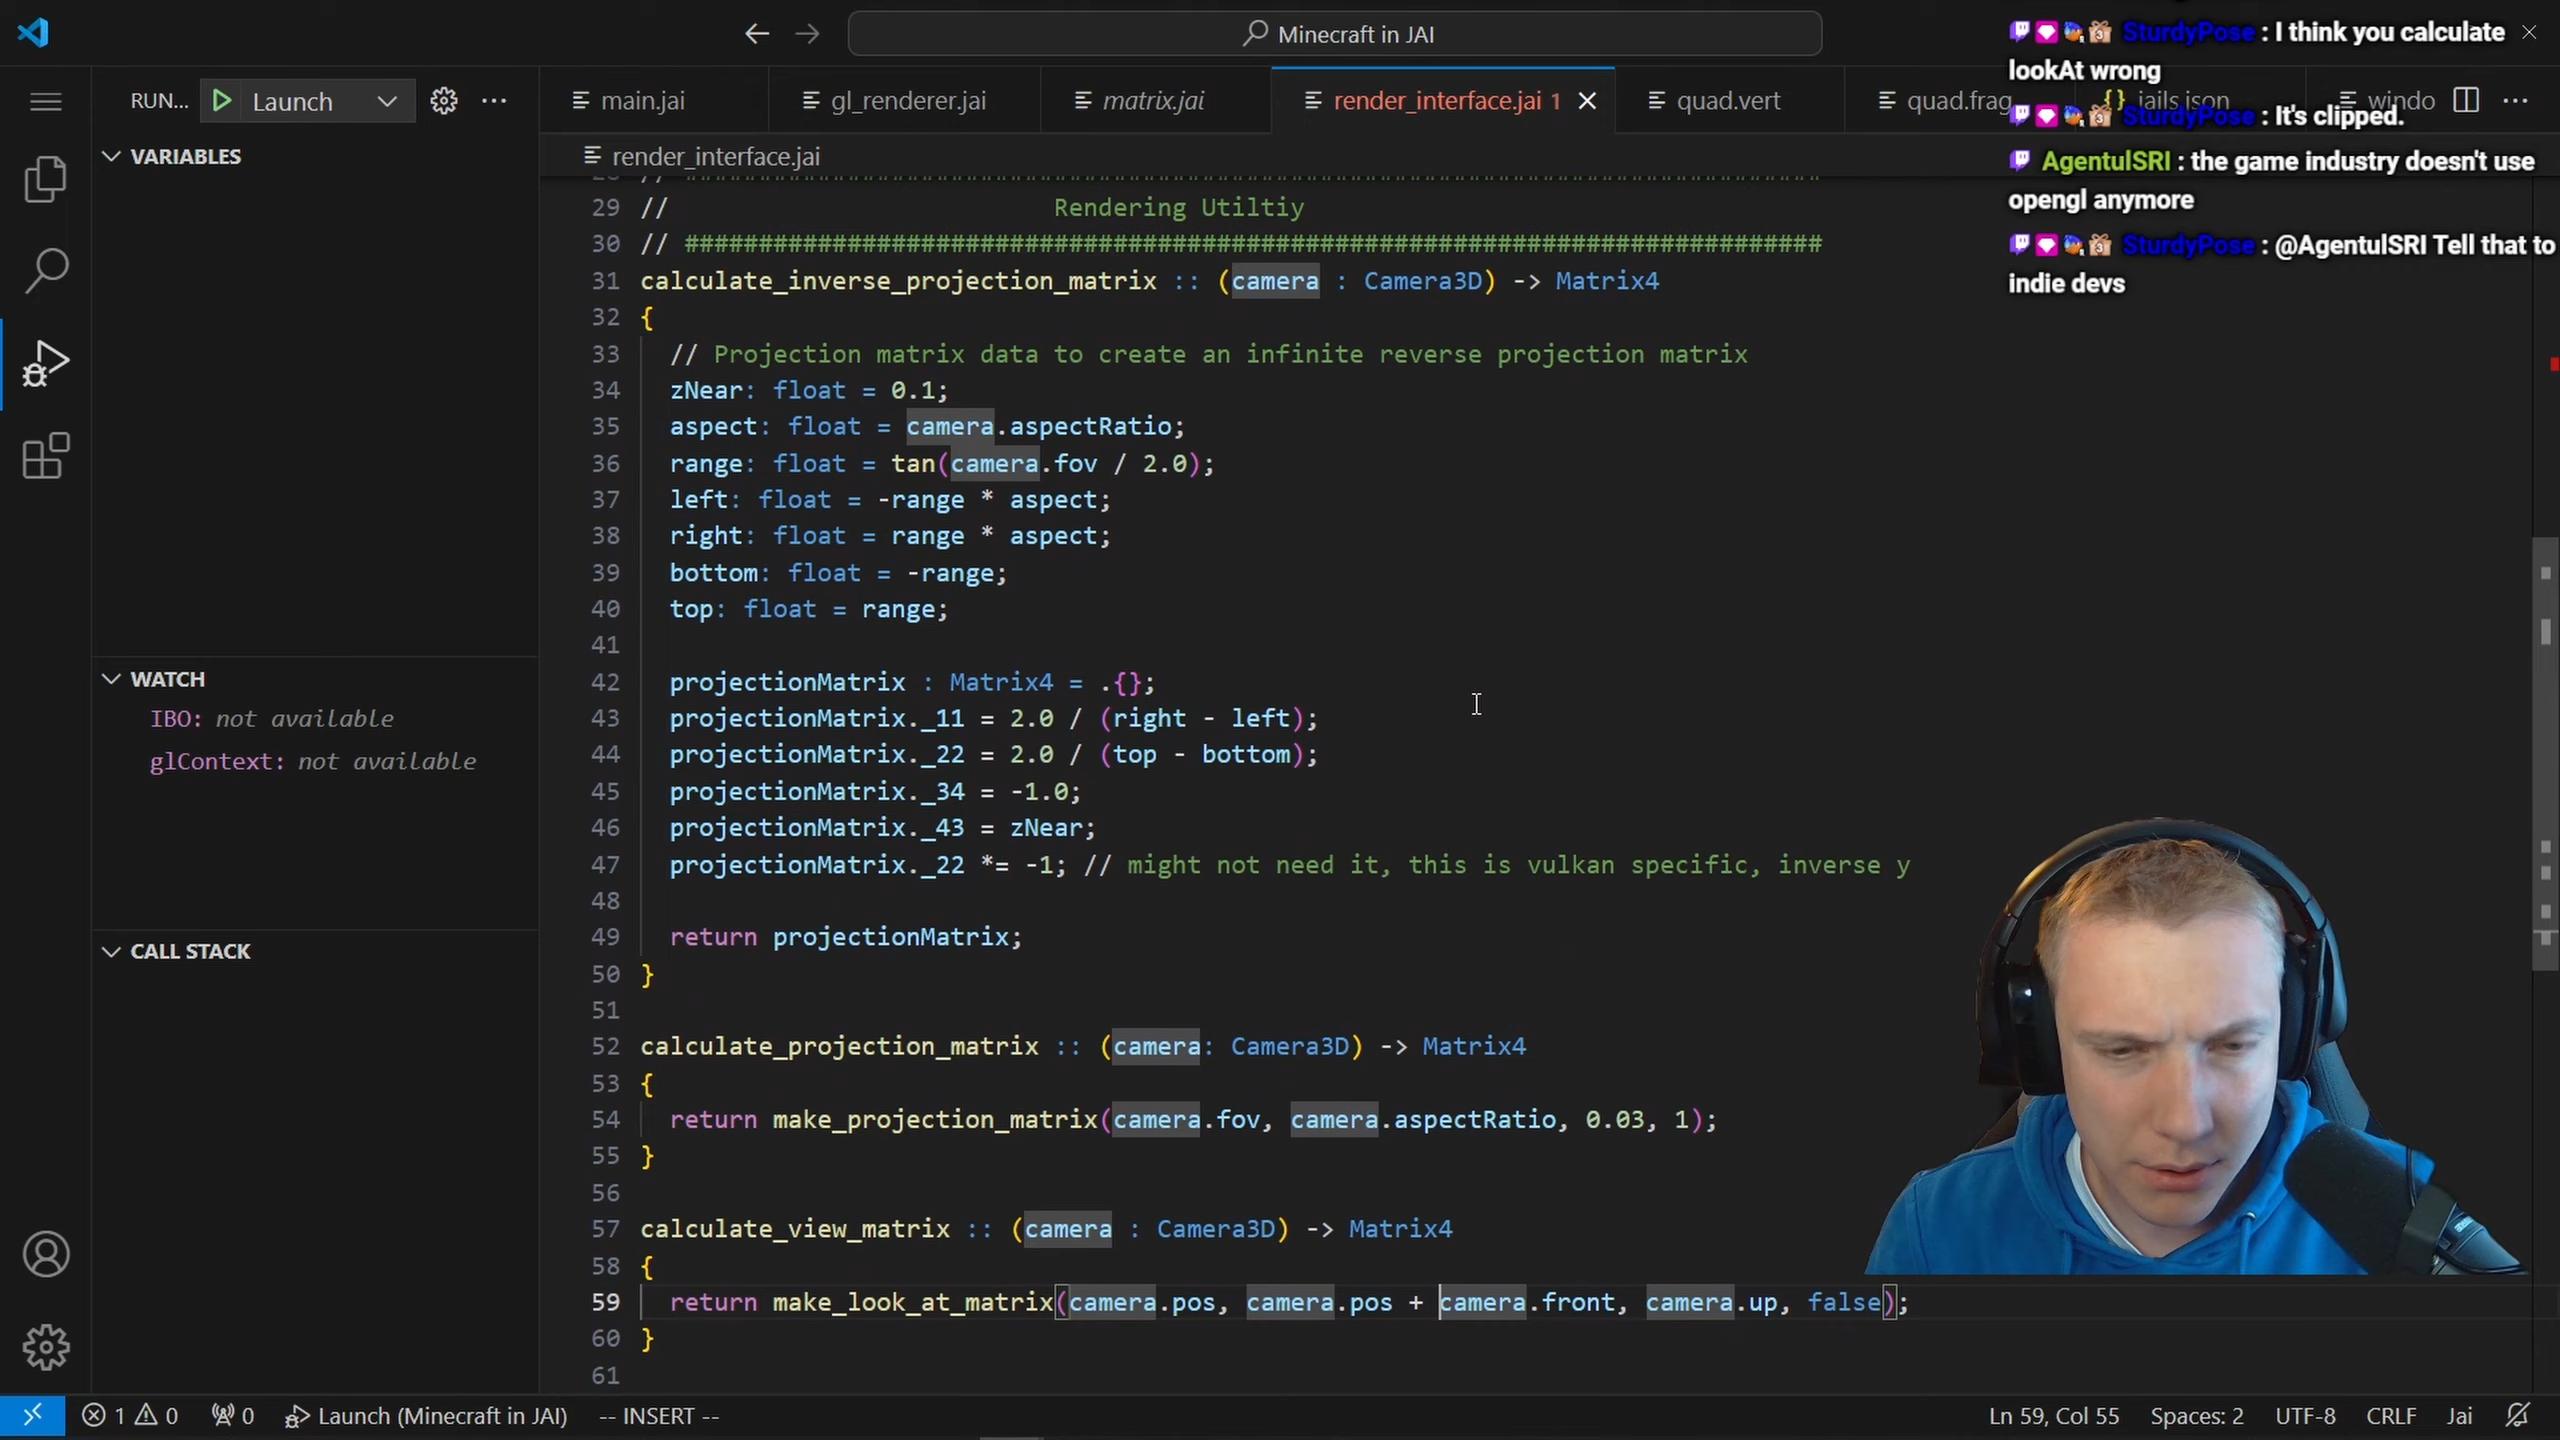 Minecraft in JAI
SturdyPose : I think you calculate
lookAt wrong
SturdyPose : It's clipped.
AgentulSRI : the game industry doesn't use
opengl anymore
SturdyPose : @AgentulSRI Tell that to
indie devs
RUN... Launch
main.jai gl_renderer.jai matrix.jai render_interface.jai 1 quad.vert quad.frag {} jails.json windo
render_interface.jai
VARIABLES
WATCH
IBO: not available
glContext: not available
CALL STACK
29 // Rendering Utiltiy
30 // ##############################################################################
31 calculate_inverse_projection_matrix :: (camera : Camera3D) -> Matrix4
32 {
33 // Projection matrix data to create an infinite reverse projection matrix
34 zNear: float = 0.1;
35 aspect: float = camera.aspectRatio;
36 range: float = tan(camera.fov / 2.0);
37 left: float = -range * aspect;
38 right: float = range * aspect;
39 bottom: float = -range;
40 top: float = range;
41
42 projectionMatrix : Matrix4 = .{};
43 projectionMatrix._11 = 2.0 / (right - left);
44 projectionMatrix._22 = 2.0 / (top - bottom);
45 projectionMatrix._34 = -1.0;
46 projectionMatrix._43 = zNear;
47 projectionMatrix._22 *= -1; // might not need it, this is vulkan specific, inverse y
48
49 return projectionMatrix;
50 }
51
52 calculate_projection_matrix :: (camera: Camera3D) -> Matrix4
53 {
54 return make_projection_matrix(camera.fov, camera.aspectRatio, 0.03, 1);
55 }
56
57 calculate_view_matrix :: (camera : Camera3D) -> Matrix4
58 {
59 return make_look_at_matrix(camera.pos, camera.pos + camera.front, camera.up, false);
60 }
61
1 0 0 Launch (Minecraft in JAI) -- INSERT -- Ln 59, Col 55 Spaces: 2 UTF-8 CRLF Jai